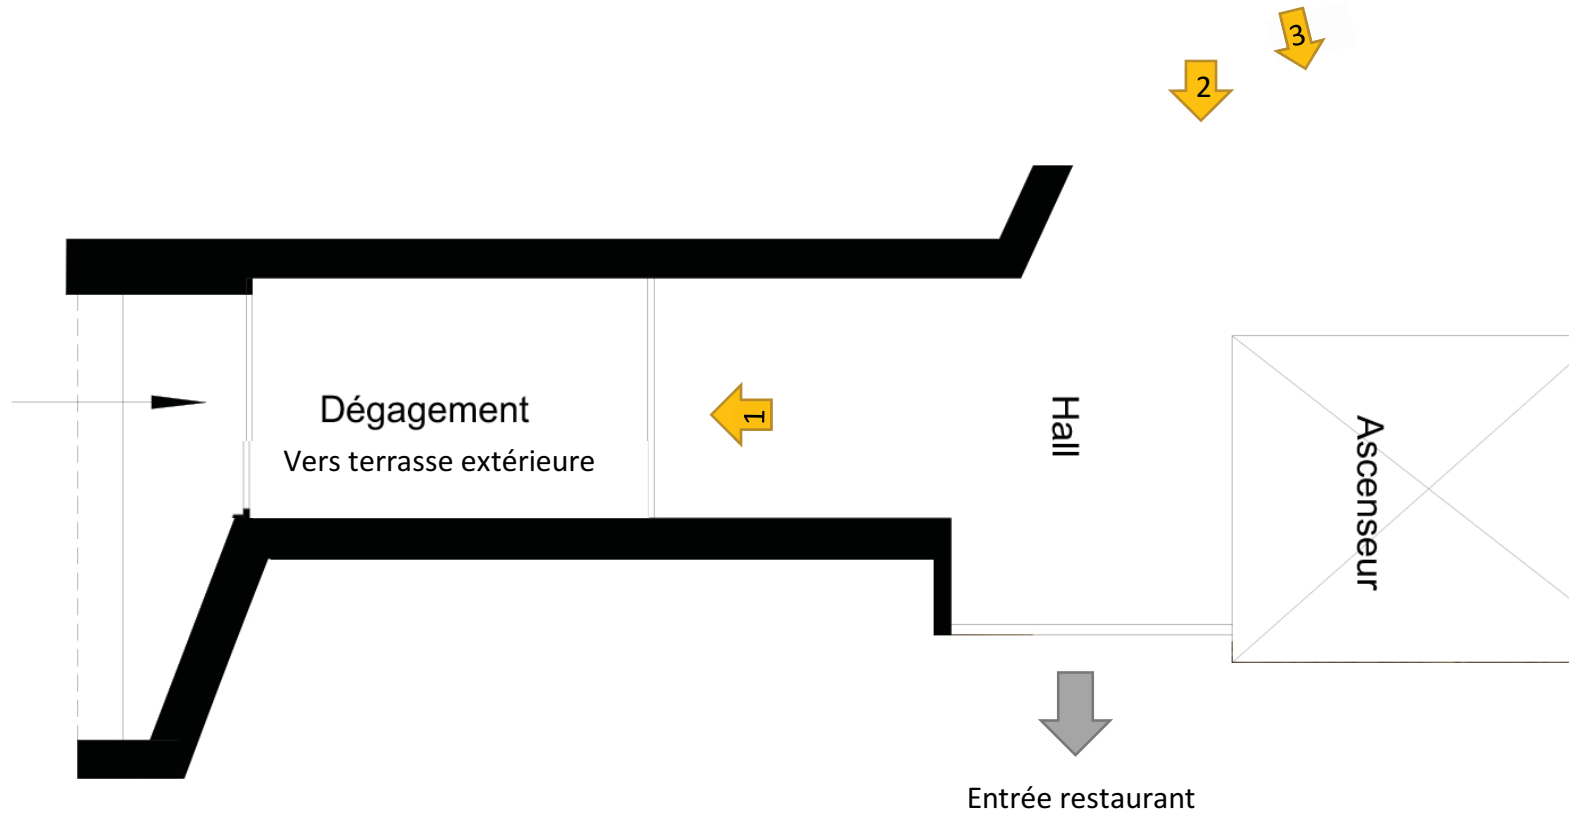 3
2
Dégagement
Vers terrasse extérieure
1
Hall
Ascenseur
Entrée restaurant